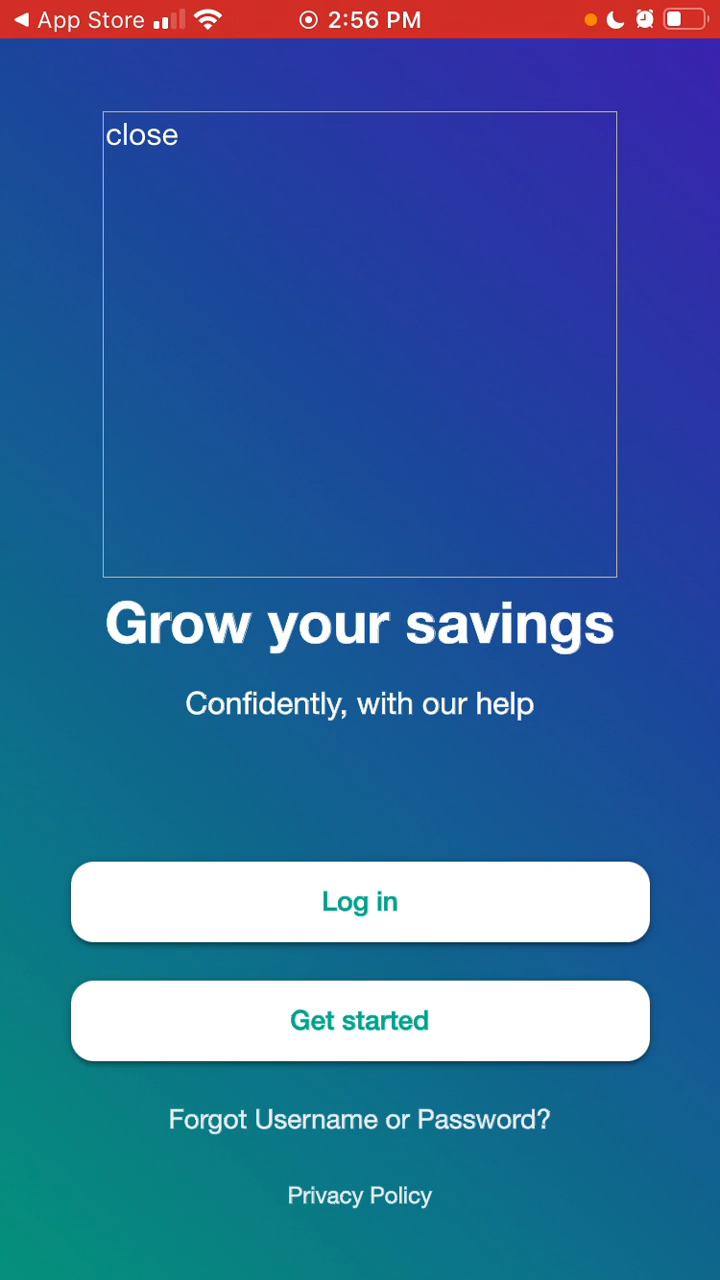 App Store 2:56 PM
close
Grow your savings
Confidently, with our help
Log in
Get started
Forgot Username or Password?
Privacy Policy